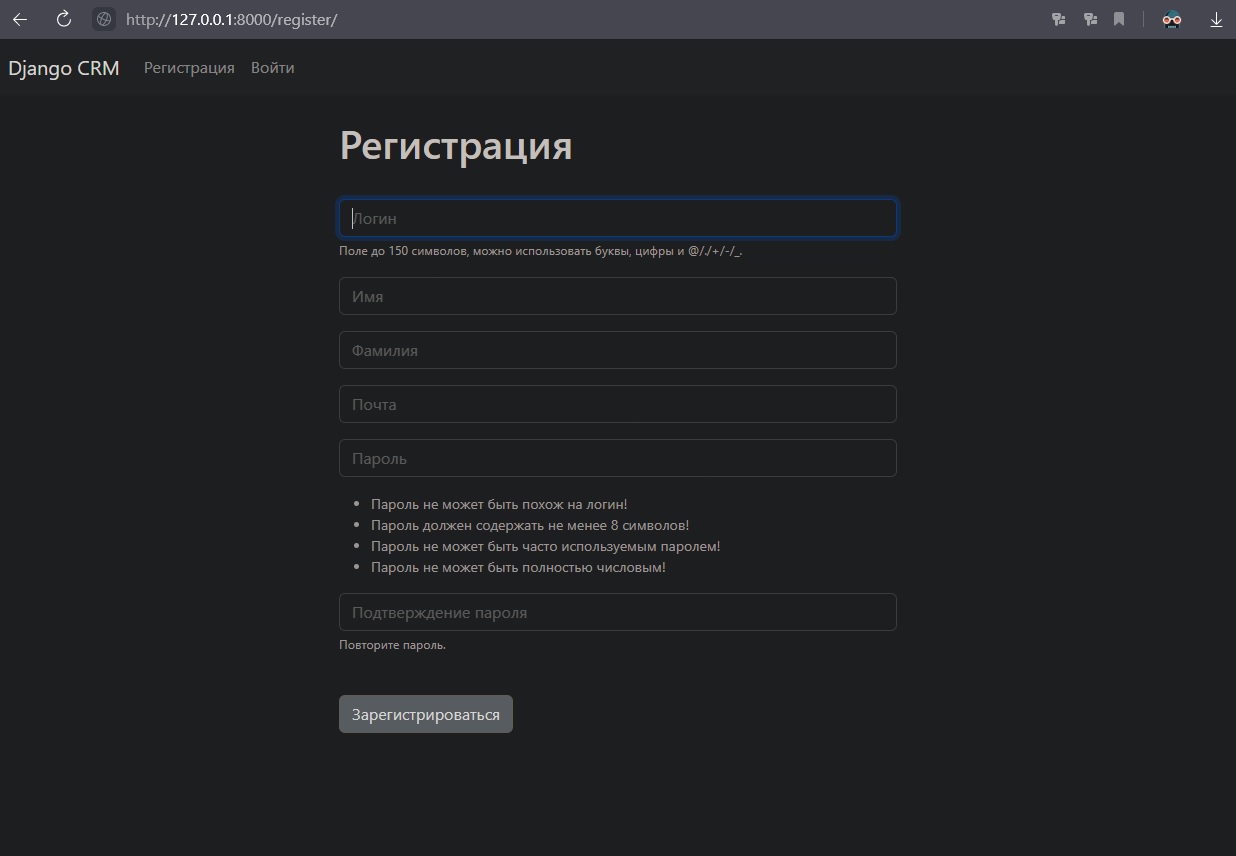 http://127.0.0.1:8000/register/
Django CRM Регистрация Войти
Регистрация
Логин
Поле до 150 символов, можно использовать буквы, цифры и @/./+/-/_.
Имя
Фамилия
Почта
Пароль
Пароль не может быть похож на логин!
Пароль должен содержать не менее 8 символов!
Пароль не может быть часто используемым паролем!
Пароль не может быть полностью числовым!
Подтверждение пароля
Повторите пароль.
Зарегистрироваться